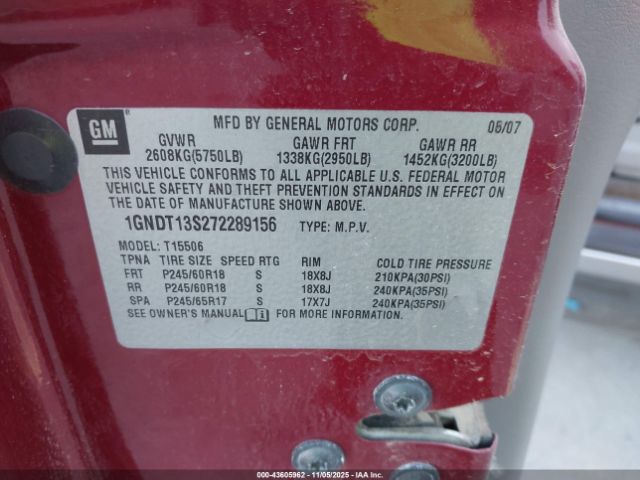 GM
MFD BY GENERAL MOTORS CORP. 06/07
GVWR GAWR FRT GAWR RR
2608KG(5750LB) 1338KG(2950LB) 1452KG(3200LB)
THIS VEHICLE CONFORMS TO ALL APPLICABLE U.S. FEDERAL MOTOR
VEHICLE SAFETY AND THEFT PREVENTION STANDARDS IN EFFECT ON
THE DATE OF MANUFACTURE SHOWN ABOVE.
1GNDT13S272289156 TYPE: M.P.V.
MODEL: T15506
TPNA TIRE SIZE SPEED RTG RIM COLD TIRE PRESSURE
FRT P245/60R18 S 18X8J 210KPA(30PSI)
RR P245/60R18 S 18X8J 240KPA(35PSI)
SPA P245/65R17 S 17X7J 240KPA(35PSI)
SEE OWNER'S MANUAL FOR MORE INFORMATION.
000-43605962 11/05/2025 IAA Inc. (Owner)